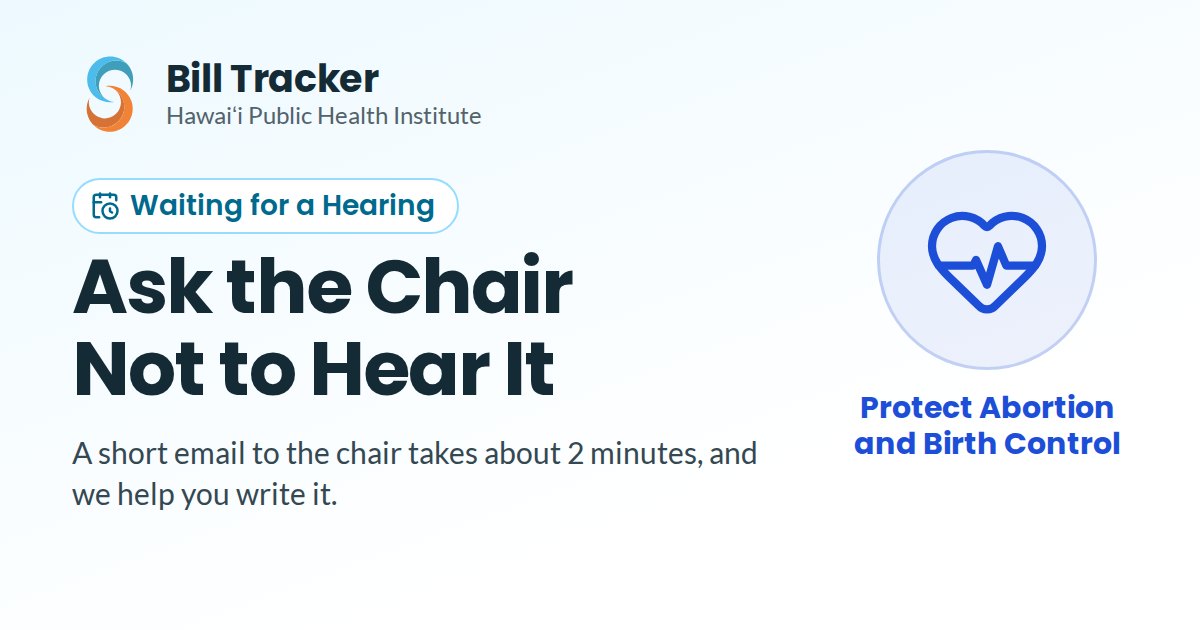 Bill Tracker
Hawaiʻi Public Health Institute
Waiting for a Hearing
Ask the Chair
Not to Hear It
A short email to the chair takes about 2 minutes, and
we help you write it.
Protect Abortion
and Birth Control